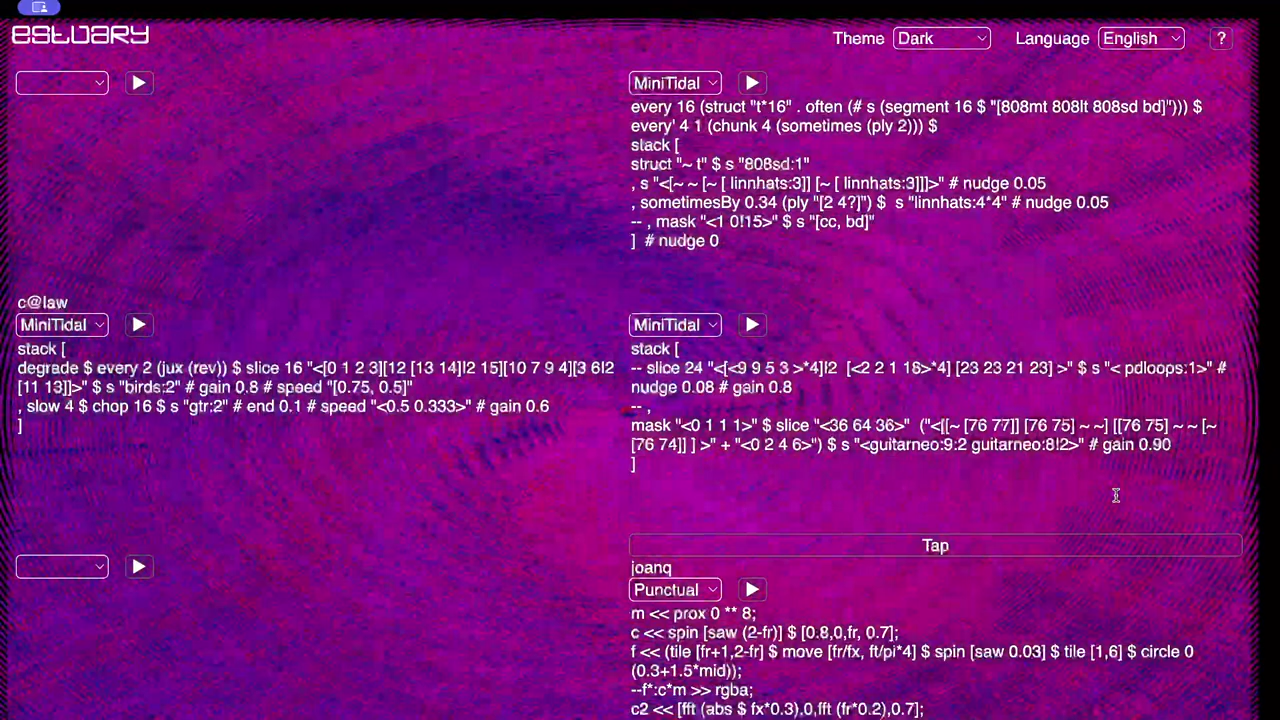 estuary
Theme Dark Language English ?
MiniTidal
every 16 (struct "t*16" . often (# s (segment 16 $ "[808mt 808lt 808sd bd]"))) $
every' 4 1 (chunk 4 (sometimes (ply 2))) $
stack [
struct "~ t" $ s "808sd:1"
, s "<[~ ~ [~ [ linnhats:3]] [~ [ linnhats:3]]]>" # nudge 0.05
, sometimesBy 0.34 (ply "[2 4?]") $  s "linnhats:4*4" # nudge 0.05
-- , mask "<1 0!15>" $ s "[cc, bd]"
]  # nudge 0
c@law
MiniTidal
stack [
degrade $ every 2 (jux (rev)) $ slice 16 "<[0 1 2 3][12 [13 14]!2 15][10 7 9 4][3 6!2
[11 13]]>" $ s "birds:2" # gain 0.8 # speed "[0.75, 0.5]"
, slow 4 $ chop 16 $ s "gtr:2" # end 0.1 # speed "<0.5 0.333>" # gain 0.6
]
MiniTidal
stack [
-- slice 24 "<[<9 9 5 3 >*4]!2  [<2 2 1 18>*4] [23 23 21 23] >" $ s "< pdloops:1>" #
nudge 0.08 # gain 0.8
-- ,
mask "<0 1 1 1>" $ slice "<36 64 36>"  ("<[[~ [76 77]] [76 75] ~ ~] [[76 75] ~ ~ [~
[76 74]] ] >" + "<0 2 4 6>") $ s "<guitarneo:9:2 guitarneo:8!2>" # gain 0.90
]
Tap
joanq
Punctual
m << prox 0 ** 8;
c << spin [saw (2-fr)] $ [0.8,0,fr, 0.7];
f << (tile [fr+1,2-fr] $ move [fr/fx, ft/pi*4] $ spin [saw 0.03] $ tile [1,6] $ circle 0
(0.3+1.5*mid));
--f*:c*m >> rgba;
c2 << [fft (abs $ fx*0.3),0,fft (fr*0.2),0.7];